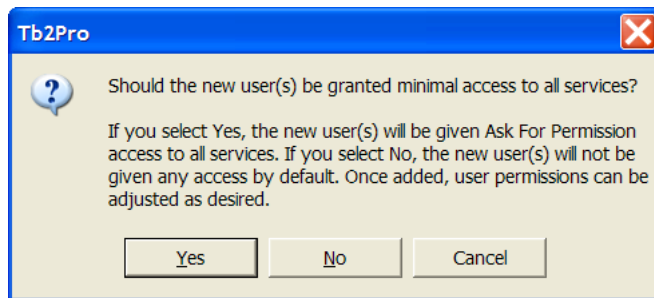 Tb2Pro
Should the new user(s) be granted minimal access to all services?
If you select Yes, the new user(s) will be given Ask For Permission
access to all services. If you select No, the new user(s) will not be
given any access by default. Once added, user permissions can be
adjusted as desired.
Yes
No
Cancel